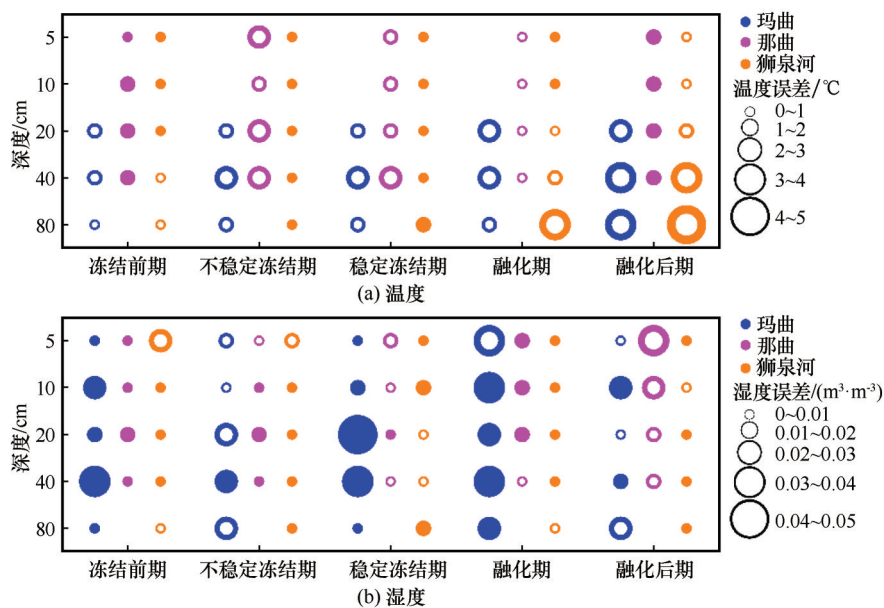 5
10
20
40
80
深度/cm
冻结前期 不稳定冻结期 稳定冻结期 融化期 融化后期
(a) 温度
玛曲
那曲
狮泉河
温度误差/℃
0~1
1~2
2~3
3~4
4~5
5
10
20
40
80
深度/cm
冻结前期 不稳定冻结期 稳定冻结期 融化期 融化后期
(b) 湿度
玛曲
那曲
狮泉河
湿度误差/(m³·m⁻³)
0~0.01
0.01~0.02
0.02~0.03
0.03~0.04
0.04~0.05